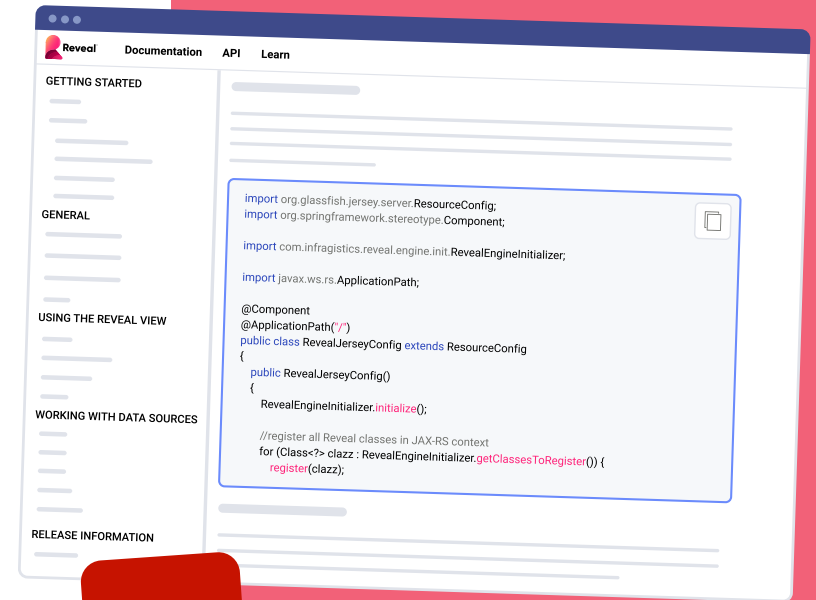 Reveal
Documentation
API
Learn
GETTING STARTED
GENERAL
USING THE REVEAL VIEW
WORKING WITH DATA SOURCES
RELEASE INFORMATION
import org.glassfish.jersey.server.ResourceConfig;
import org.springframework.stereotype.Component;
import com.infragistics.reveal.engine.init.RevealEngineInitializer;
import javax.ws.rs.ApplicationPath;
@Component
@ApplicationPath("/")
public class RevealJerseyConfig extends ResourceConfig
{
public RevealJerseyConfig()
{
RevealEngineInitializer.initialize();
//register all Reveal classes in JAX-RS context
for (Class<?> clazz : RevealEngineInitializer.getClassesToRegister()) {
register(clazz);